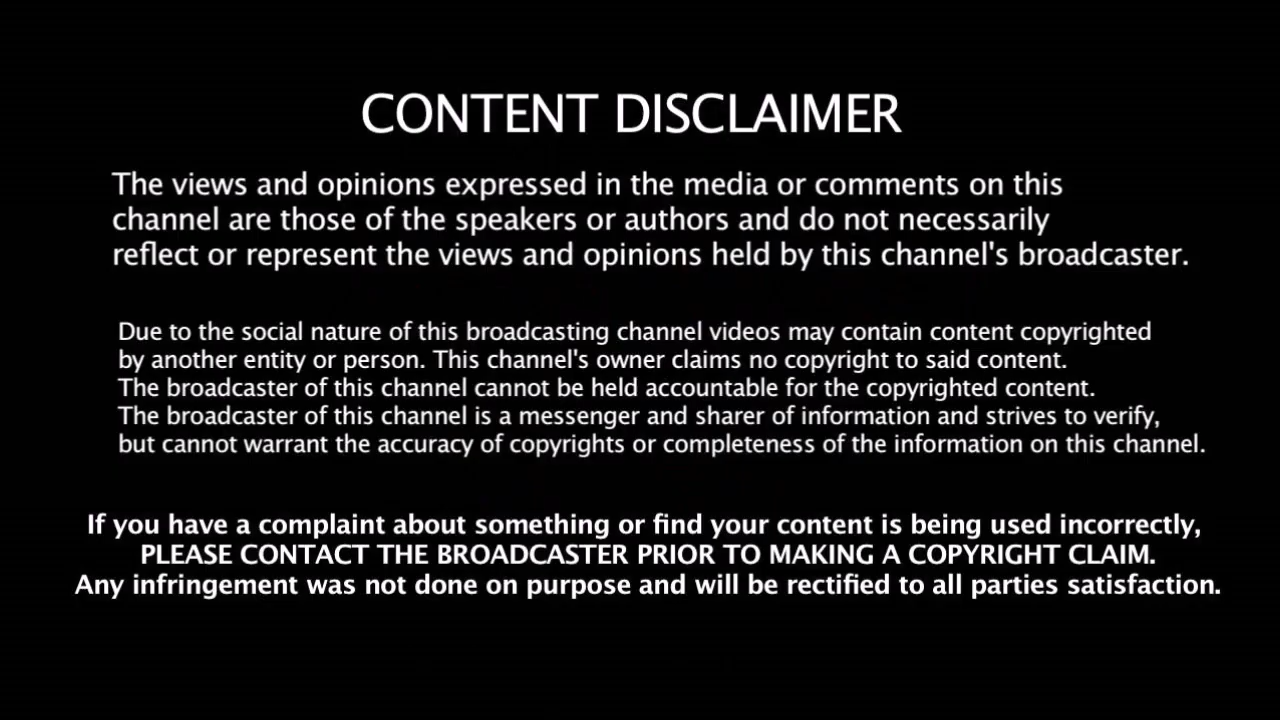 CONTENT DISCLAIMER
The views and opinions expressed in the media or comments on this
channel are those of the speakers or authors and do not necessarily
reflect or represent the views and opinions held by this channel's broadcaster.
Due to the social nature of this broadcasting channel videos may contain content copyrighted
by another entity or person. This channel's owner claims no copyright to said content.
The broadcaster of this channel cannot be held accountable for the copyrighted content.
The broadcaster of this channel is a messenger and sharer of information and strives to verify,
but cannot warrant the accuracy of copyrights or completeness of the information on this channel.
If you have a complaint about something or find your content is being used incorrectly,
PLEASE CONTACT THE BROADCASTER PRIOR TO MAKING A COPYRIGHT CLAIM.
Any infringement was not done on purpose and will be rectified to all parties satisfaction.